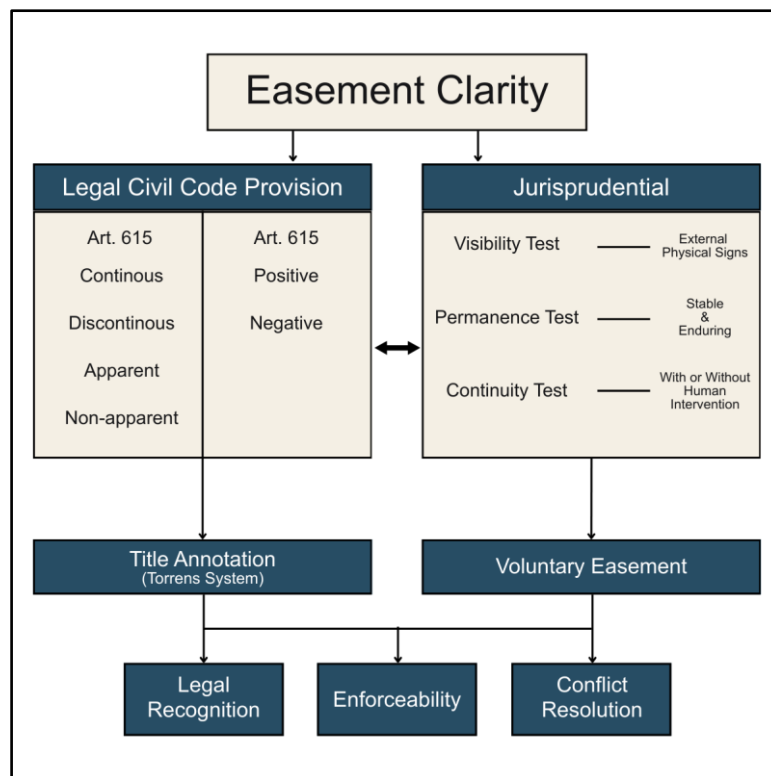 Easement Clarity
Legal Civil Code Provision
Art. 615
Continous
Discontinous
Apparent
Non-apparent
Art. 615
Positive
Negative
Jurisprudential
Visibility Test
External
Physical Signs
Permanence Test
Stable
&
Enduring
Continuity Test
With or Without
Human
Intervention
Title Annotation
(Torrens System)
Voluntary Easement
Legal
Recognition
Enforceability
Conflict
Resolution